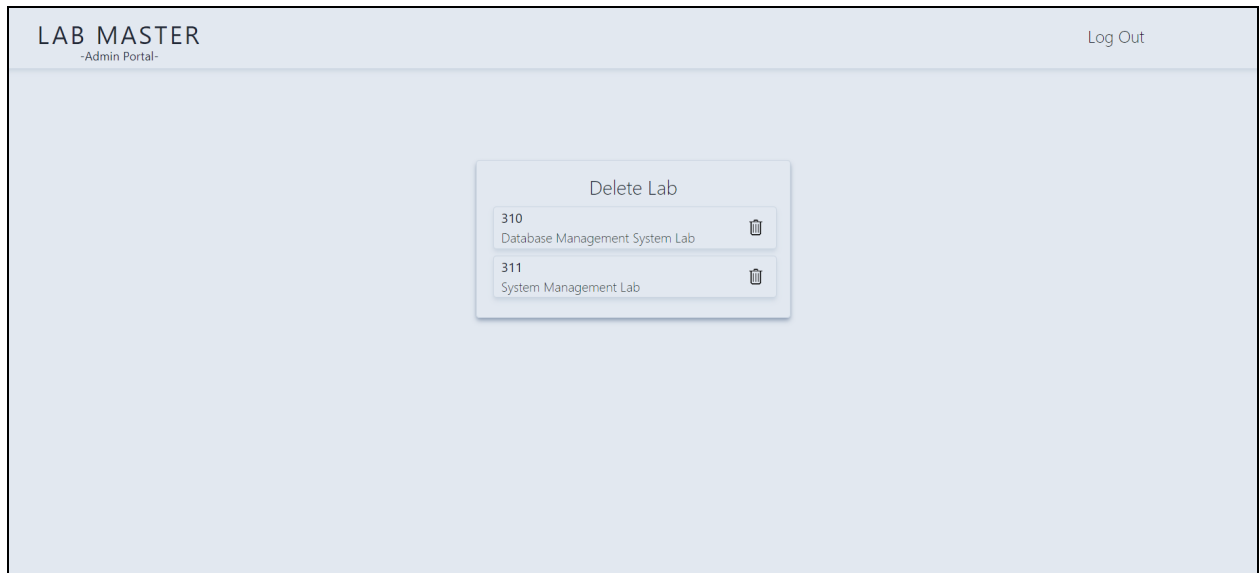 LAB MASTER
-Admin Portal-
Log Out
Delete Lab
310
Database Management System Lab
311
System Management Lab